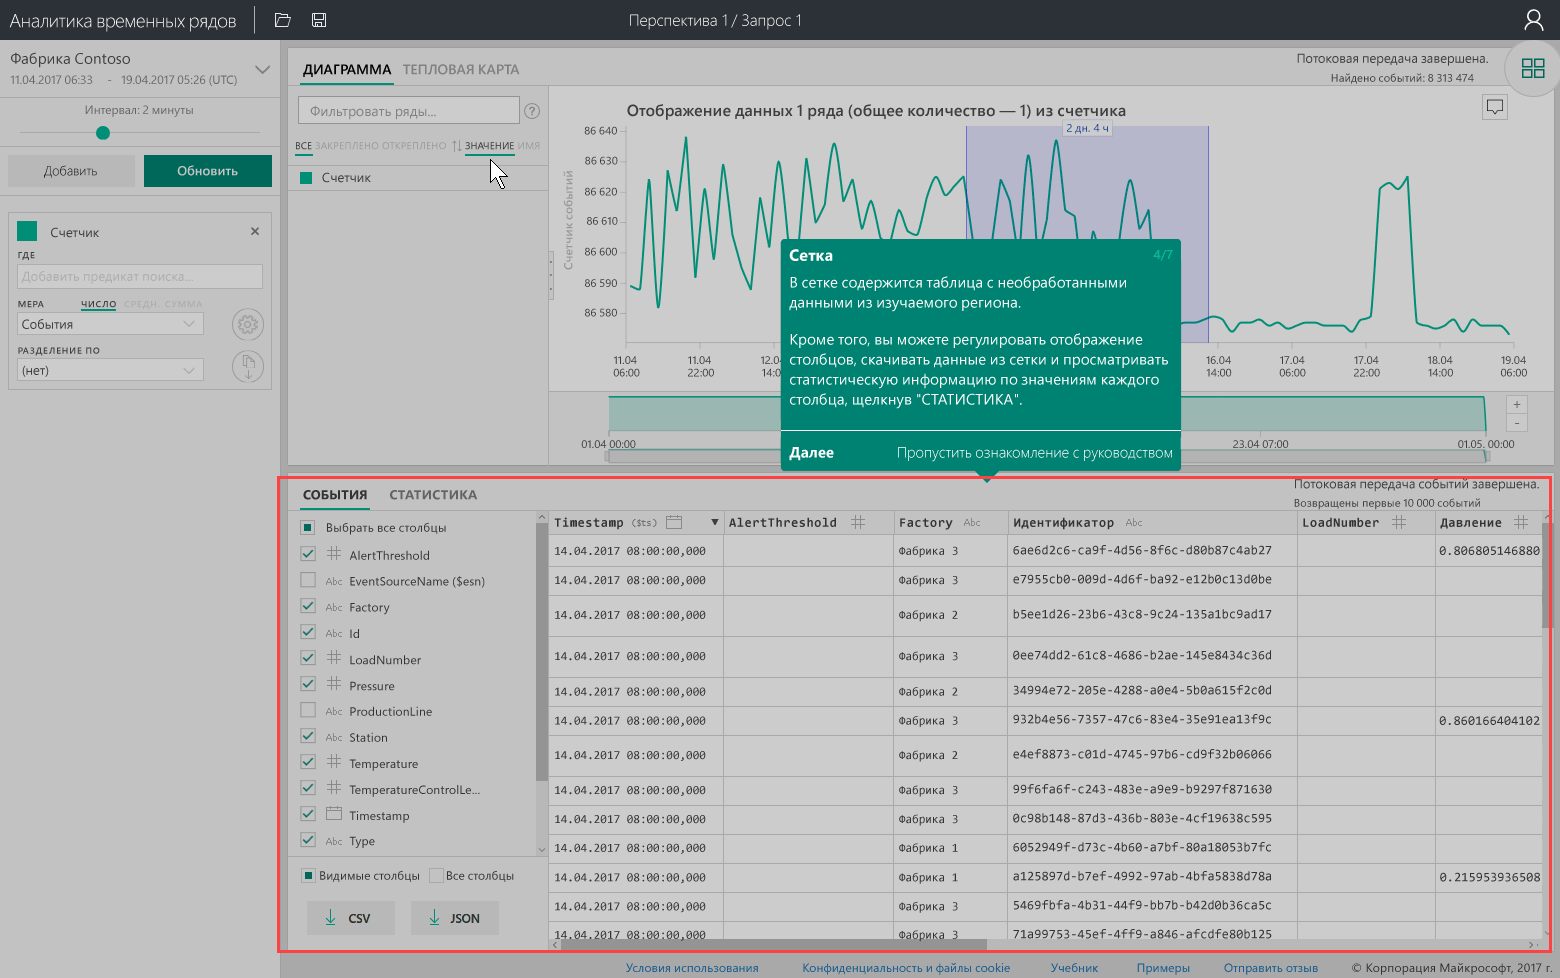 Аналитика временных рядов
Перспектива 1 / Запрос 1
Фабрика Contoso
11.04.2017 06:33 - 19.04.2017 05:26 (UTC)
Интервал: 2 минуты
Добавить
Обновить
Счетчик
ГДЕ
Добавить предикат поиска...
МЕРА ЧИСЛО СРЕДН. СУММА
События
РАЗДЕЛЕНИЕ ПО
(нет)
ДИАГРАММА ТЕПЛОВАЯ КАРТА
Потоковая передача завершена.
Найдено событий: 8 313 474
Фильтровать ряды...
?
ВСЕ ЗАКРЕПЛЕНО ОТКРЕПЛЕНО ЗНАЧЕНИЕ ИМЯ
Счетчик
Отображение данных 1 ряда (общее количество — 1) из счетчика
2 дн. 4 ч
Счетчик событий
86 640
86 630
86 620
86 610
86 600
86 590
86 580
11.04 11.04 12.0 16.04 17.04 17.04 18.04 19.04
06:00 22:00 14:0 14:00 06:00 22:00 14:00 06:00
01.04 00:00 23.04 07:00 01.05. 00:00
+
-
Сетка 4/7
В сетке содержится таблица с необработанными
данными из изучаемого региона.
Кроме того, вы можете регулировать отображение
столбцов, скачивать данные из сетки и просматривать
статистическую информацию по значениям каждого
столбца, щелкнув "СТАТИСТИКА".
Далее Пропустить ознакомление с руководством
СОБЫТИЯ СТАТИСТИКА
Потоковая передача событий завершена.
Возвращены первые 10 000 событий
Выбрать все столбцы
AlertThreshold
Abc EventSourceName ($esn)
Abc Factory
Abc Id
LoadNumber
Pressure
Abc ProductionLine
Abc Station
Temperature
TemperatureControlLe...
Timestamp
Abc Type
Видимые столбцы Все столбцы
CSV JSON
Timestamp ($ts) AlertThreshold Factory Abc Идентификатор Abc LoadNumber Давление
14.04.2017 08:00:00,000 Фабрика 3 6ae6d2c6-ca9f-4d56-8f6c-d80b87c4ab27 0.806805146880
14.04.2017 08:00:00,000 Фабрика 3 e7955cb0-009d-4d6f-ba92-e12b0c13d0be
14.04.2017 08:00:00,000 Фабрика 2 b5ee1d26-23b6-43c8-9c24-135a1bc9ad17
14.04.2017 08:00:00,000 Фабрика 3 0ee74dd2-61c8-4686-b2ae-145e8434c36d
14.04.2017 08:00:00,000 Фабрика 2 34994e72-205e-4288-a0e4-5b0a615f2c0d
14.04.2017 08:00:00,000 Фабрика 3 932b4e56-7357-47c6-83e4-35e91ea13f9c 0.860166404102
14.04.2017 08:00:00,000 Фабрика 2 e4ef8873-c01d-4745-97b6-cd9f32b06066
14.04.2017 08:00:00,000 Фабрика 3 99f6fa6f-c243-483e-a9e9-b9297f871630
14.04.2017 08:00:00,000 Фабрика 3 0c98b148-87d3-436b-803e-4cf19638c595
14.04.2017 08:00:00,000 Фабрика 1 6052949f-d73c-4b60-a7bf-80a18053b7fc
14.04.2017 08:00:00,000 Фабрика 1 a125897d-b7ef-4992-97ab-4bfa5838d78a 0.215953936508
14.04.2017 08:00:00,000 Фабрика 3 5469fbfa-4b31-44f9-bb7b-b42d0b36ca5c
14.04.2017 08:00:00,000 Фабрика 3 71a99753-45ef-4ff9-a846-afcdfe80b125
Условия использования Конфиденциальность и файлы cookie Учебник Примеры Отправить отзыв © Корпорация Майкрософт, 2017 г.